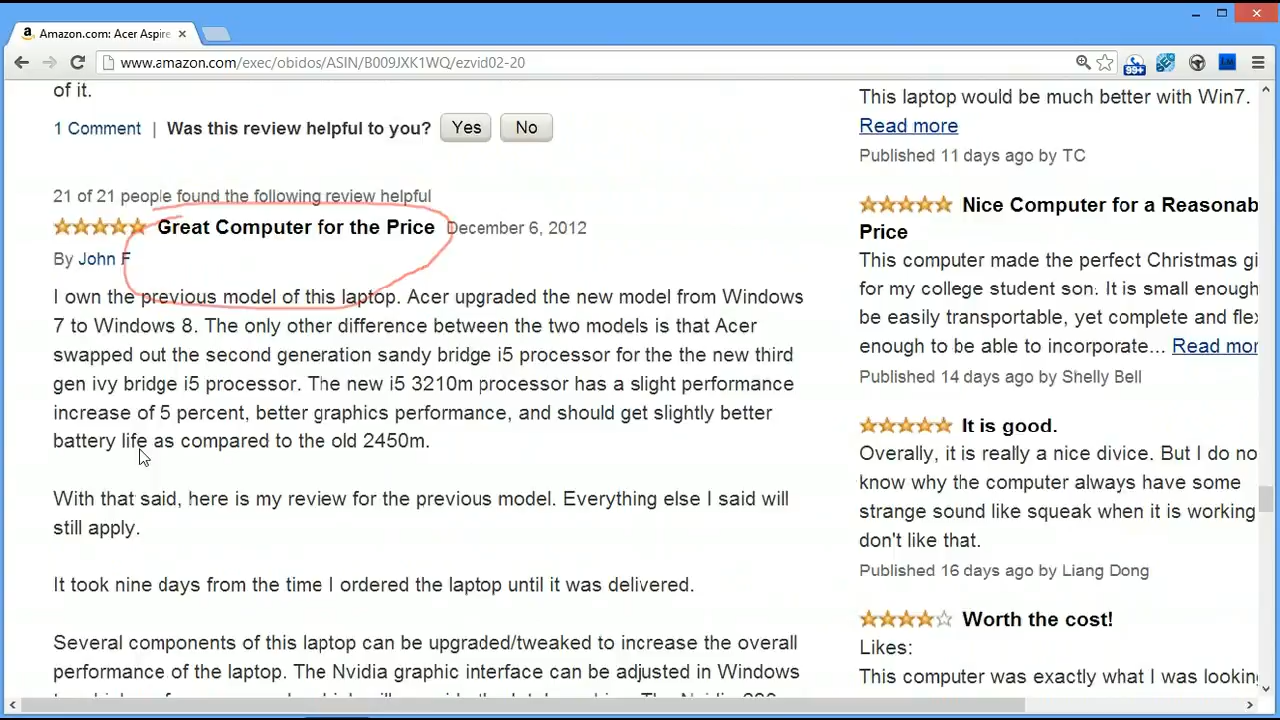 Amazon.com: Acer Aspire
www.amazon.com/exec/obidos/ASIN/B009JXK1WQ/ezvid02-20
99+
of it.
1 Comment | Was this review helpful to you? Yes No
21 of 21 people found the following review helpful
Great Computer for the Price December 6, 2012
By John F
I own the previous model of this laptop. Acer upgraded the new model from Windows
7 to Windows 8. The only other difference between the two models is that Acer
swapped out the second generation sandy bridge i5 processor for the the new third
gen ivy bridge i5 processor. The new i5 3210m processor has a slight performance
increase of 5 percent, better graphics performance, and should get slightly better
battery life as compared to the old 2450m.
With that said, here is my review for the previous model. Everything else I said will
still apply.
It took nine days from the time I ordered the laptop until it was delivered.
Several components of this laptop can be upgraded/tweaked to increase the overall
performance of the laptop. The Nvidia graphic interface can be adjusted in Windows
This laptop would be much better with Win7.
Read more
Published 11 days ago by TC
Nice Computer for a Reasonab
Price
This computer made the perfect Christmas gi
for my college student son. It is small enough
be easily transportable, yet complete and flex
enough to be able to incorporate... Read mor
Published 14 days ago by Shelly Bell
It is good.
Overally, it is really a nice divice. But I do no
know why the computer always have some
strange sound like squeak when it is working
don't like that.
Published 16 days ago by Liang Dong
Worth the cost!
Likes:
This computer was exactly what I was looking